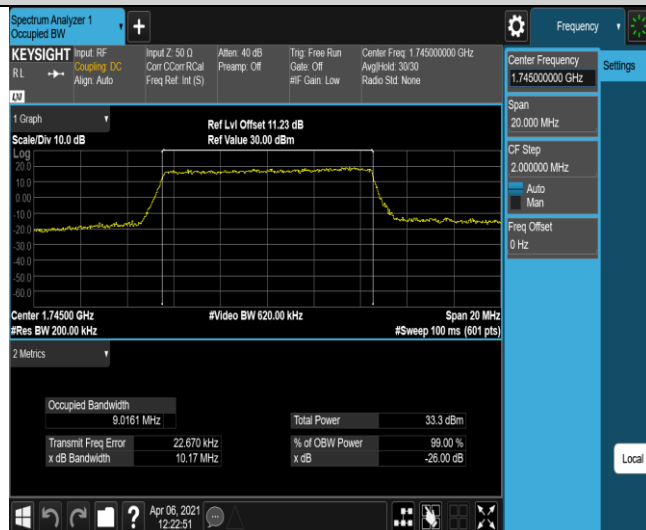 Spectrum Analyzer 1
Occupied BW
+
Frequency
KEYSIGHT
RL
LXI
Input: RF
Coupling: DC
Align: Auto
Input Z: 50 Ω
Corr CCorr RCal
Freq Ref: Int (S)
Atten: 40 dB
Preamp: Off
Trig: Free Run
Gate: Off
#IF Gain: Low
Center Freq: 1.745000000 GHz
Avg|Hold: 30/30
Radio Std: None
Center Frequency
1.745000000 GHz
Settings
Span
20.000 MHz
CF Step
2.000000 MHz
Auto
Man
Freq Offset
0 Hz
Local
1 Graph
Scale/Div 10.0 dB
Ref Lvl Offset 11.23 dB
Ref Value 30.00 dBm
Log
20.0
10.0
0.00
-10.0
-20.0
-30.0
-40.0
-50.0
-60.0
Center 1.74500 GHz
#Video BW 620.00 kHz
Span 20 MHz
#Res BW 200.00 kHz
#Sweep 100 ms (601 pts)
2 Metrics
Occupied Bandwidth
9.0161 MHz
Total Power 33.3 dBm
Transmit Freq Error 22.670 kHz
% of OBW Power 99.00 %
x dB Bandwidth 10.17 MHz
x dB -26.00 dB
?
Apr 06, 2021
12:22:51